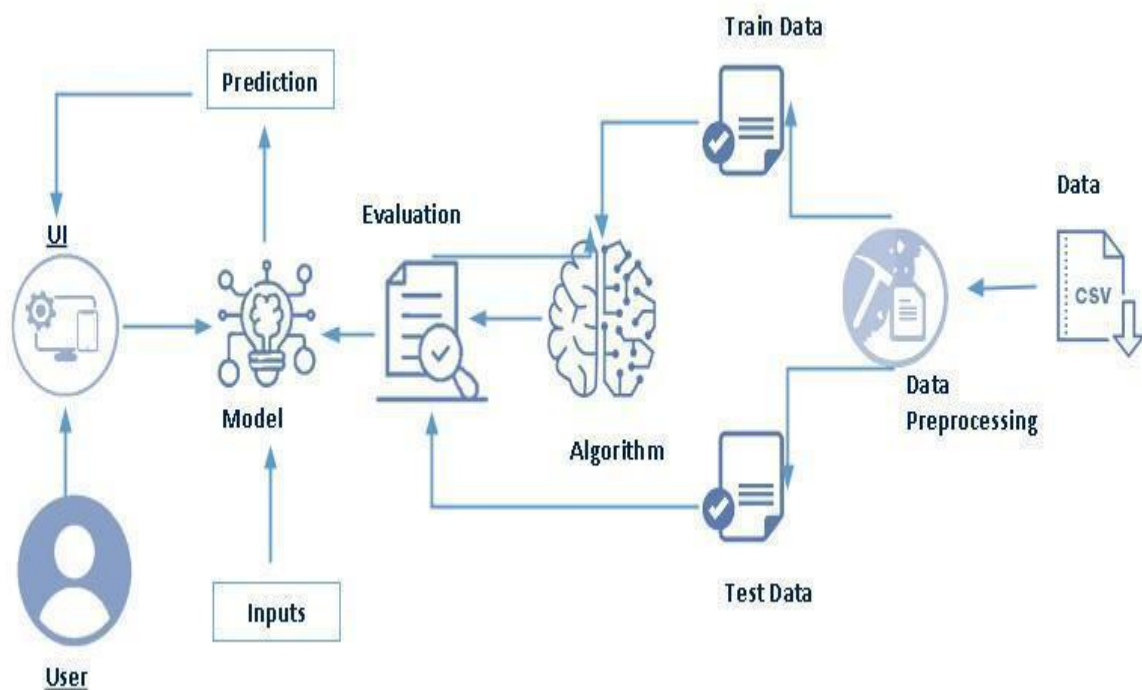 Train Data
Prediction
Data
Evaluation
UI
CSV
Model
Data
Preprocessing
Algorithm
Inputs
Test Data
User